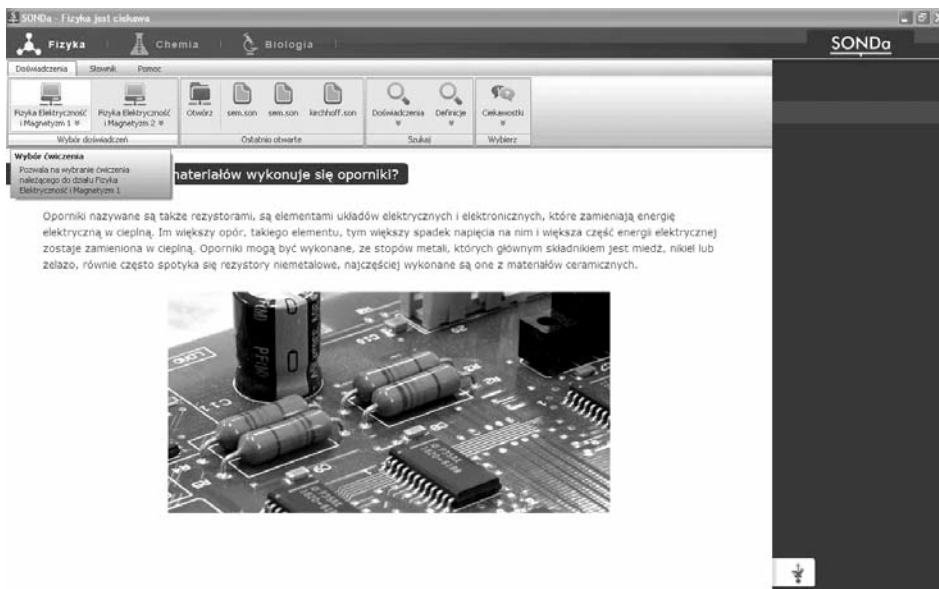 SONDa - Fizyka jest ciekawa
Fizyka Chemia Biologia SONDa
Doświadczenia Słownik Pomoc
Fizyka Elektryczność i Magnetyzm 1
Fizyka Elektryczność i Magnetyzm 2
Otwórz sem.son sem.son kirchhoff.son
Doświadczenia Definicje Ciekawostki
Wybór doświadczeń Ostatnio otwarte Szukaj Wybierz
Wybór ćwiczenia
Pozwala na wybranie ćwiczenia
należącego do działu Fizyka
Elektryczność i Magnetyzm 1
materiałów wykonuje się oporniki?
Oporniki nazywane są także rezystorami, są elementami układów elektrycznych i elektronicznych, które zamieniają energię
elektryczną w cieplną. Im większy opór, takiego elementu, tym większy spadek napięcia na nim i większa część energii elektrycznej
zostaje zamieniona w cieplną. Oporniki mogą być wykonane, ze stopów metali, których głównym składnikiem jest miedź, nikiel lub
żelazo, równie często spotyka się rezystory niemetalowe, najczęściej wykonane są one z materiałów ceramicznych.
C11